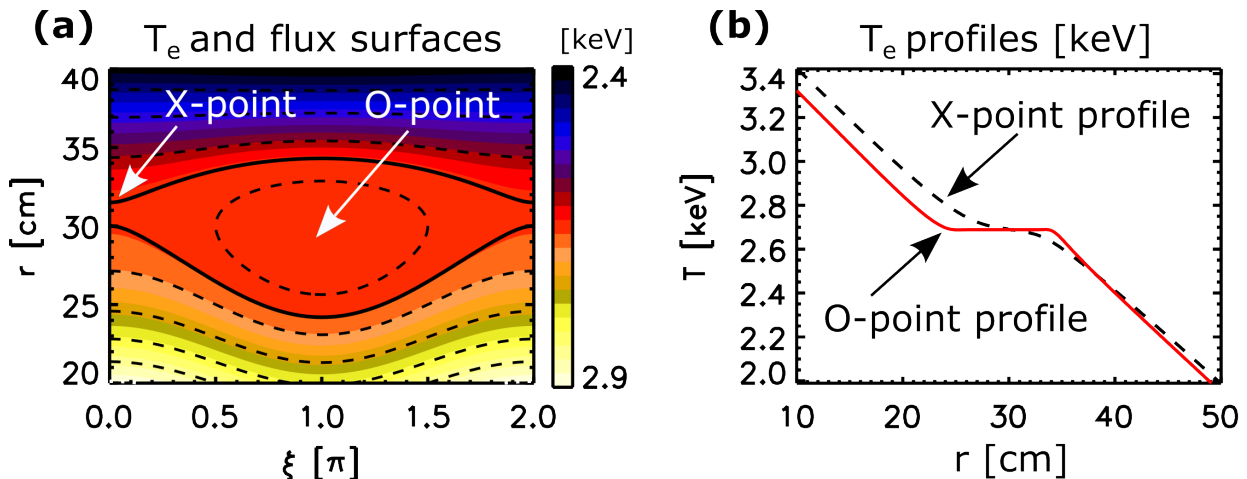 (a)
T_e and flux surfaces
[keV]
40
35
30
25
20
r [cm]
X-point
O-point
2.4
2.9
0.0 0.5 1.0 1.5 2.0
ξ [π]
(b)
T_e profiles [keV]
3.4
3.2
3.0
2.8
2.6
2.4
2.2
2.0
T [keV]
X-point profile
O-point profile
10 20 30 40 50
r [cm]